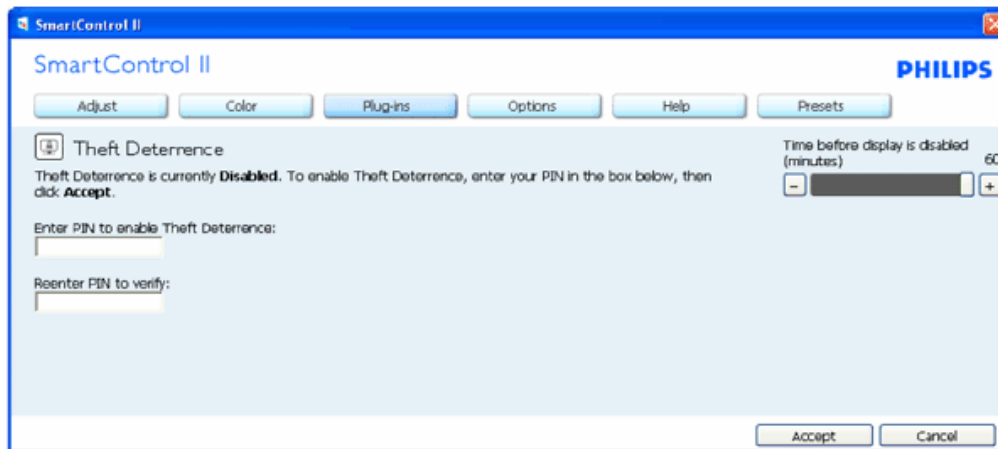 SmartControl II
SmartControl II
PHILIPS
Adjust Color Plug-ins Options Help Presets
Theft Deterrence
Theft Deterrence is currently Disabled. To enable Theft Deterrence, enter your PIN in the box below, then
click Accept.
Time before display is disabled
(minutes) 60
- +
Enter PIN to enable Theft Deterrence:
Reenter PIN to verify:
Accept Cancel